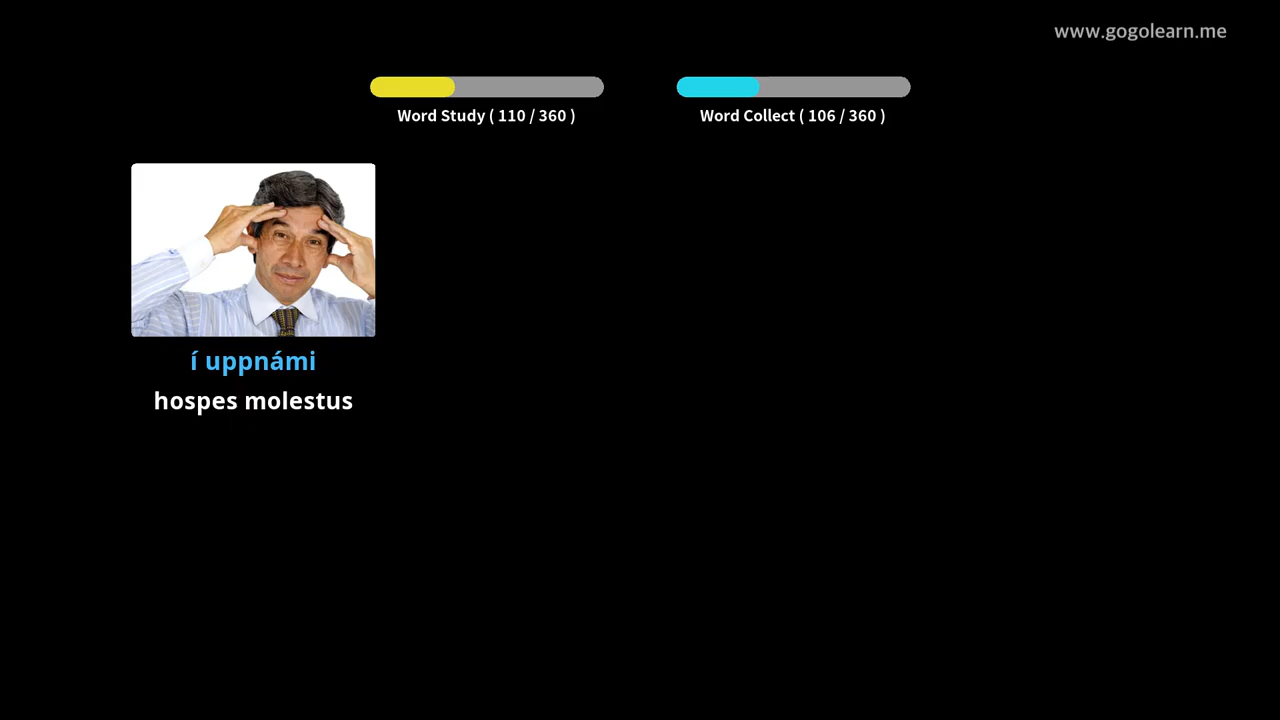 www.gogolearn.me
Word Study ( 110 / 360 )
Word Collect ( 106 / 360 )
í uppnámi
hospes molestus